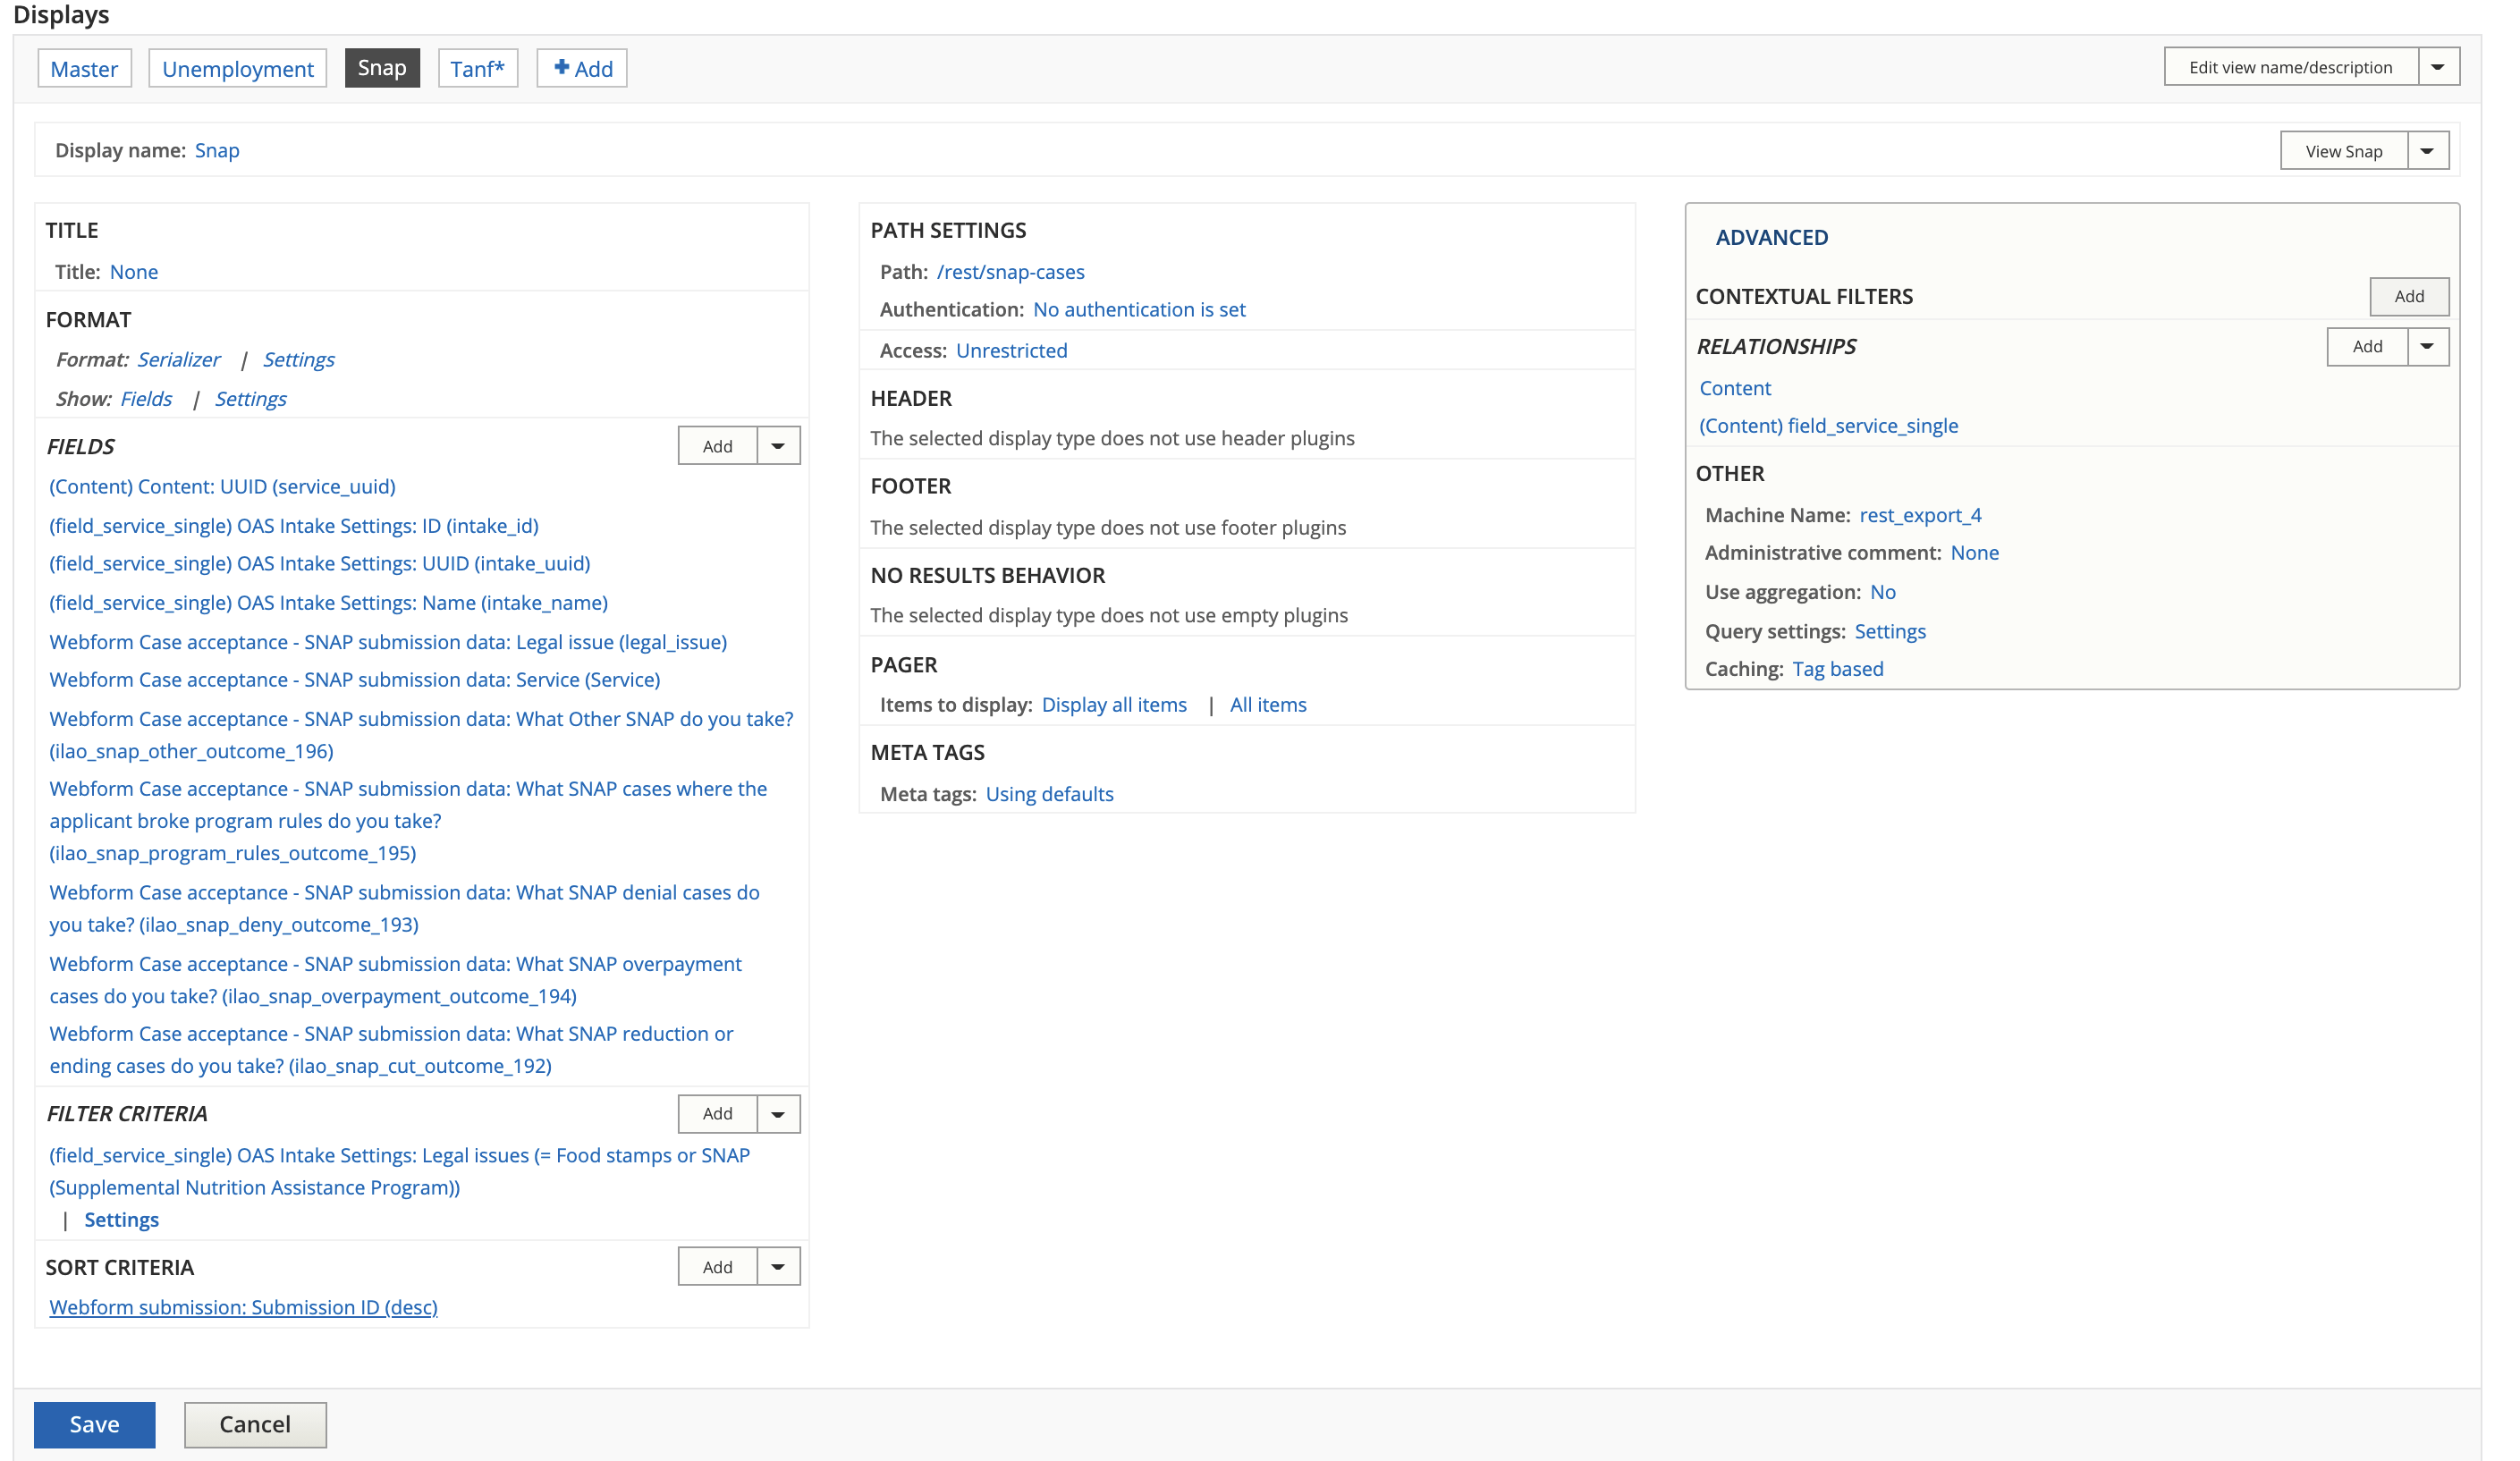 Displays
Master
Unemployment
Snap
Tanf*
Add
Edit view name/description
Display name: Snap
View Snap
TITLE
Title: None
FORMAT
Format: Serializer | Settings
Show: Fields | Settings
FIELDS
Add
(Content) Content: UUID (service_uuid)
(field_service_single) OAS Intake Settings: ID (intake_id)
(field_service_single) OAS Intake Settings: UUID (intake_uuid)
(field_service_single) OAS Intake Settings: Name (intake_name)
Webform Case acceptance - SNAP submission data: Legal issue (legal_issue)
Webform Case acceptance - SNAP submission data: Service (Service)
Webform Case acceptance - SNAP submission data: What Other SNAP do you take?
(ilao_snap_other_outcome_196)
Webform Case acceptance - SNAP submission data: What SNAP cases where the
applicant broke program rules do you take?
(ilao_snap_program_rules_outcome_195)
Webform Case acceptance - SNAP submission data: What SNAP denial cases do
you take? (ilao_snap_deny_outcome_193)
Webform Case acceptance - SNAP submission data: What SNAP overpayment
cases do you take? (ilao_snap_overpayment_outcome_194)
Webform Case acceptance - SNAP submission data: What SNAP reduction or
ending cases do you take? (ilao_snap_cut_outcome_192)
FILTER CRITERIA
Add
(field_service_single) OAS Intake Settings: Legal issues (= Food stamps or SNAP
(Supplemental Nutrition Assistance Program))
| Settings
SORT CRITERIA
Add
Webform submission: Submission ID (desc)
PATH SETTINGS
Path: /rest/snap-cases
Authentication: No authentication is set
Access: Unrestricted
HEADER
The selected display type does not use header plugins
FOOTER
The selected display type does not use footer plugins
NO RESULTS BEHAVIOR
The selected display type does not use empty plugins
PAGER
Items to display: Display all items | All items
META TAGS
Meta tags: Using defaults
ADVANCED
CONTEXTUAL FILTERS
Add
RELATIONSHIPS
Add
Content
(Content) field_service_single
OTHER
Machine Name: rest_export_4
Administrative comment: None
Use aggregation: No
Query settings: Settings
Caching: Tag based
Save
Cancel